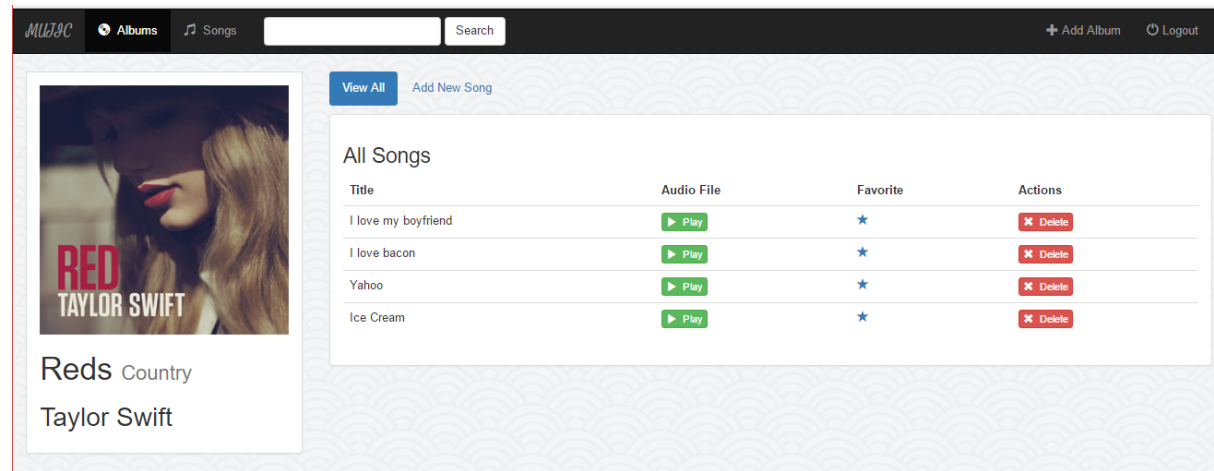 MUJIC Albums Songs Search Add Album Logout
View All Add New Song
RED
TAYLOR SWIFT
Reds Country
Taylor Swift
All Songs
Title Audio File Favorite Actions
I love my boyfriend Play Delete
I love bacon Play Delete
Yahoo Play Delete
Ice Cream Play Delete